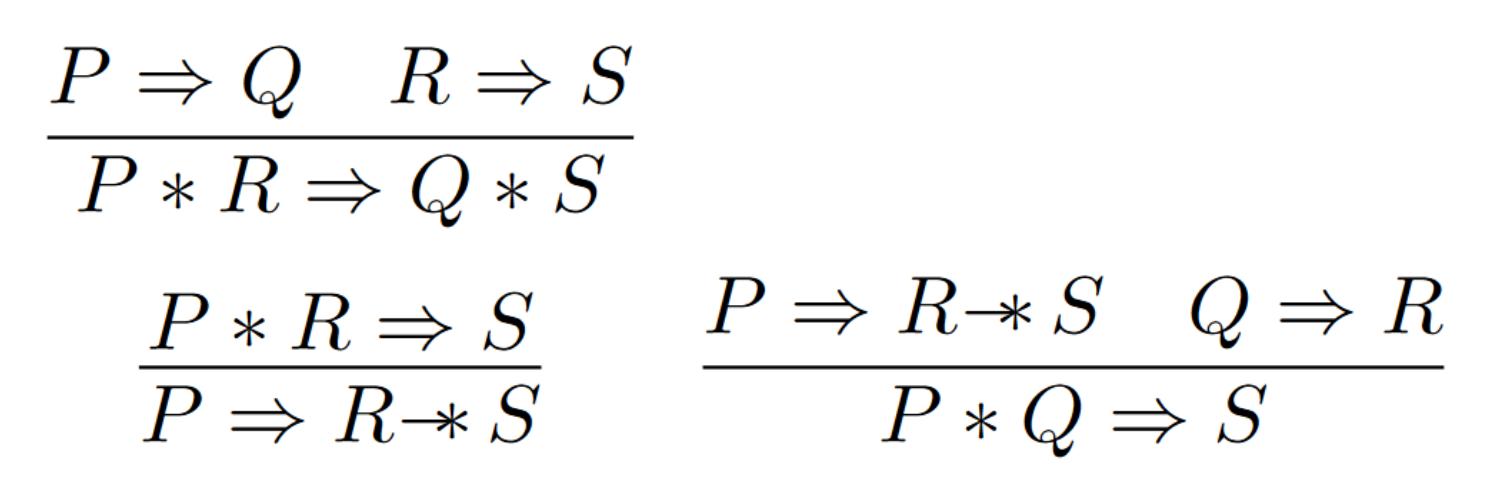 P ⇒ Q    R ⇒ S
P ∗ R ⇒ Q ∗ S
P ∗ R ⇒ S    P ⇒ R −∗ S    Q ⇒ R
P ⇒ R −∗ S    P ∗ Q ⇒ S